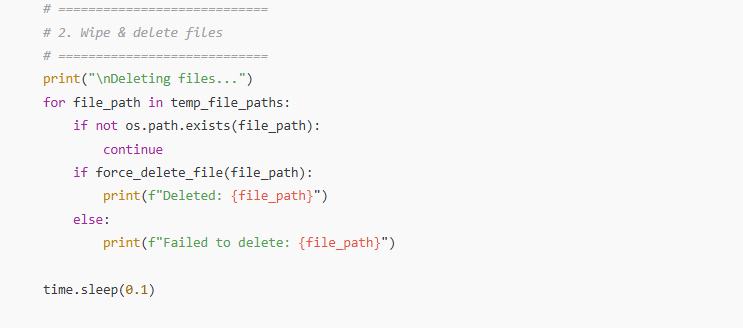 # ============================
# 2. Wipe & delete files
# ============================
print("\nDeleting files...")
for file_path in temp_file_paths:
    if not os.path.exists(file_path):
        continue
    if force_delete_file(file_path):
        print(f"Deleted: {file_path}")
    else:
        print(f"Failed to delete: {file_path}")

time.sleep(0.1)